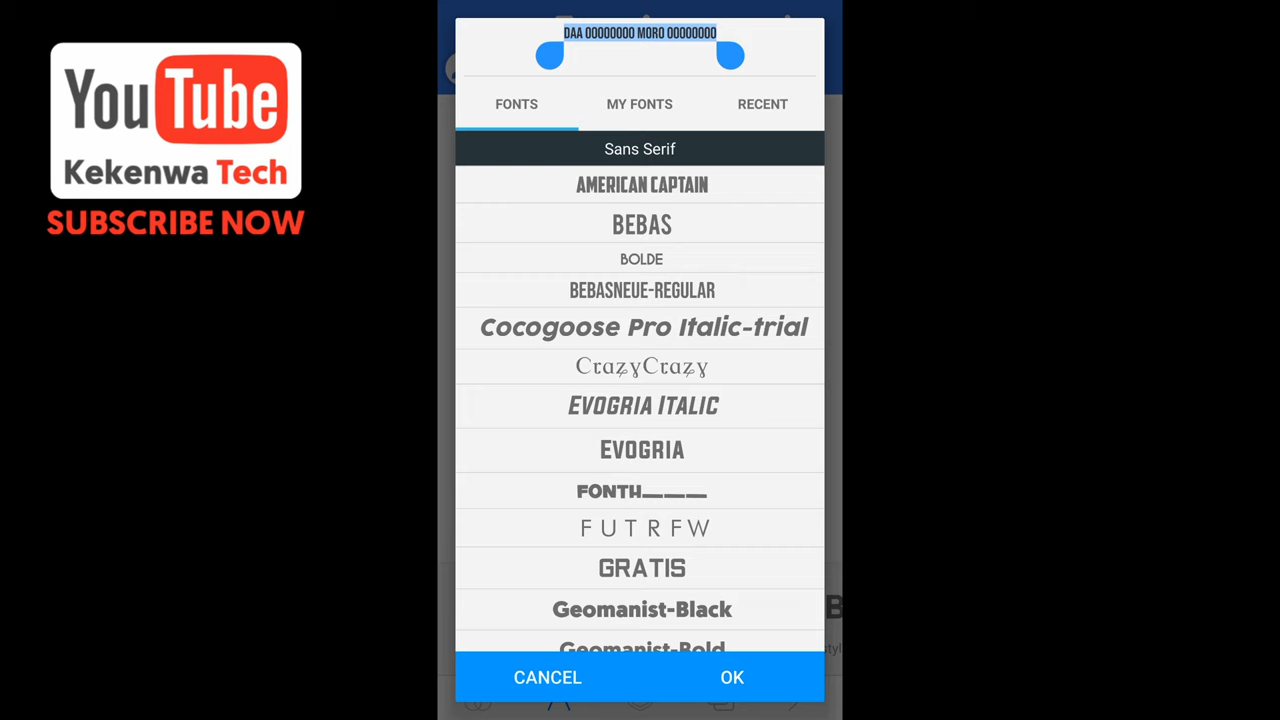 YouTube
Kekenwa Tech
SUBSCRIBE NOW
DAA 00000000 MORO 00000000
FONTS
MY FONTS
RECENT
Sans Serif
AMERICAN CAPTAIN
BEBAS
BOLDE
BEBASNEUE-REGULAR
Cocogoose Pro Italic-trial
CrazyCrazy
EVOGRIA ITALIC
EVOGRIA
FONTH____
FUTRFW
GRATIS
Geomanist-Black
Geomanist-Bold
CANCEL
OK